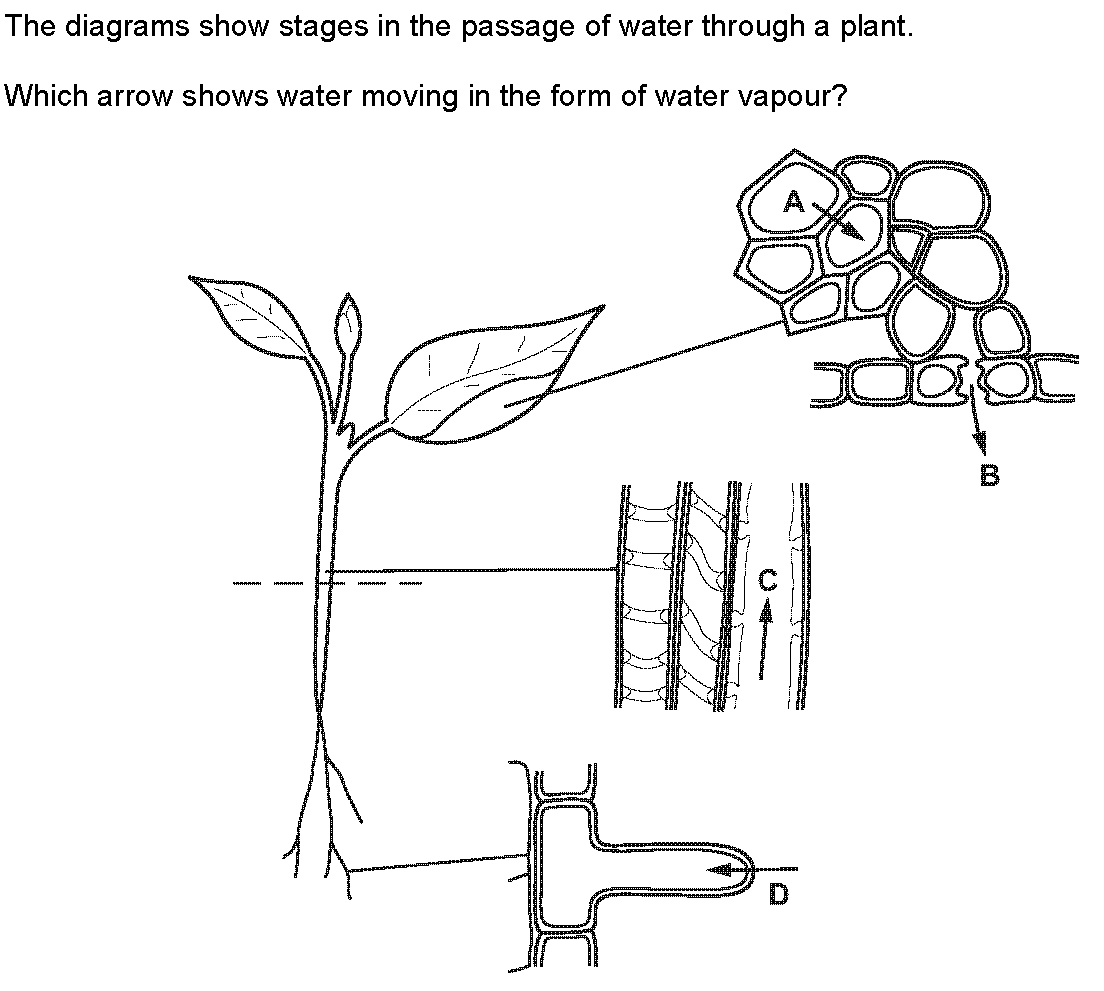 The diagrams show stages in the passage of water through a plant.
Which arrow shows water moving in the form of water vapour?
A
B
C
D